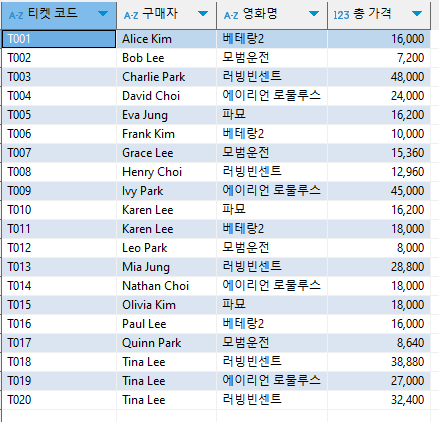 A-Z 티켓 코드 A-Z 구매자 A-Z 영화명 123 총 가격
T001 Alice Kim 베테랑2 16,000
T002 Bob Lee 모범운전 7,200
T003 Charlie Park 러빙빈센트 48,000
T004 David Choi 에이리언 로물루스 24,000
T005 Eva Jung 파묘 16,200
T006 Frank Kim 베테랑2 10,000
T007 Grace Lee 모범운전 15,360
T008 Henry Choi 러빙빈센트 12,960
T009 Ivy Park 에이리언 로물루스 45,000
T010 Karen Lee 파묘 16,200
T011 Karen Lee 베테랑2 18,000
T012 Leo Park 모범운전 8,000
T013 Mia Jung 러빙빈센트 28,800
T014 Nathan Choi 에이리언 로물루스 18,000
T015 Olivia Kim 파묘 18,000
T016 Paul Lee 베테랑2 16,000
T017 Quinn Park 모범운전 8,640
T018 Tina Lee 러빙빈센트 38,880
T019 Tina Lee 에이리언 로물루스 27,000
T020 Tina Lee 러빙빈센트 32,400